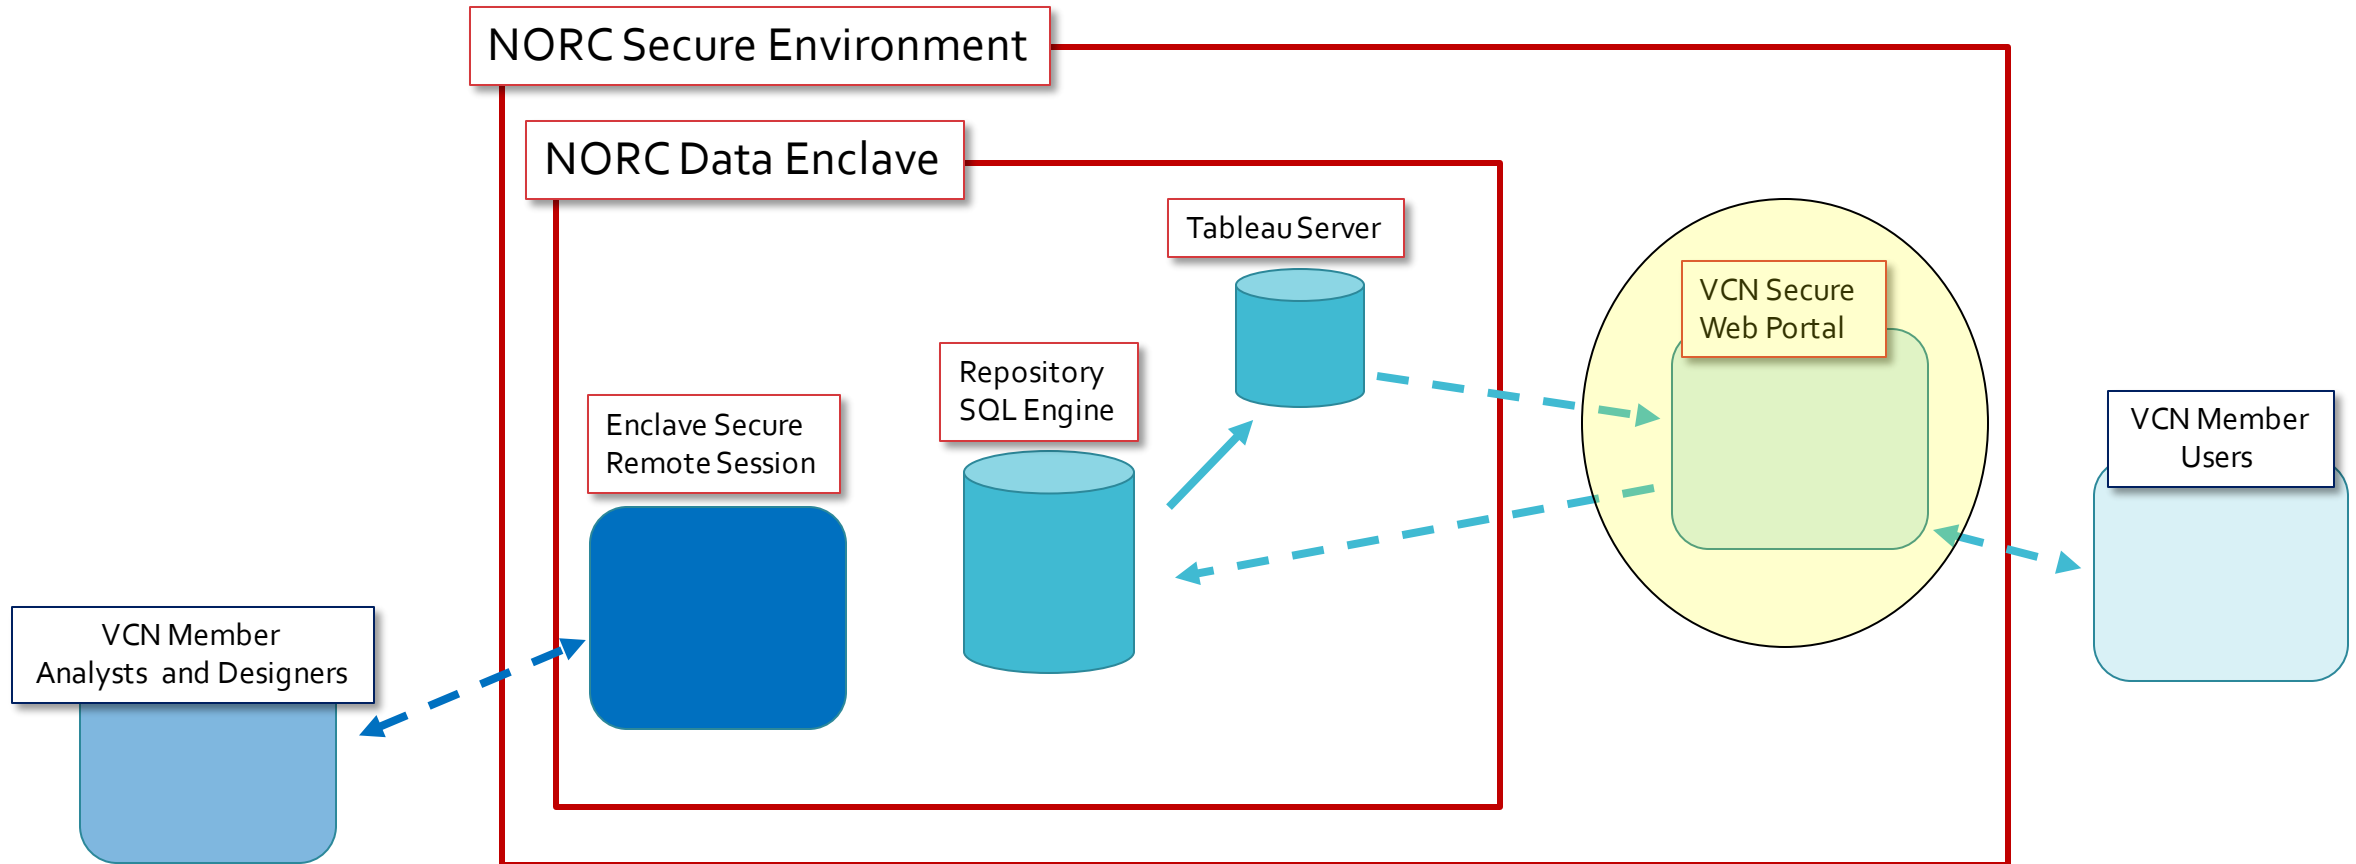 NORC Secure Environment
NORC Data Enclave
Tableau Server
VCN Secure
Web Portal
Repository
SQL Engine
Enclave Secure
Remote Session
VCN Member
Users
VCN Member
Analysts and Designers